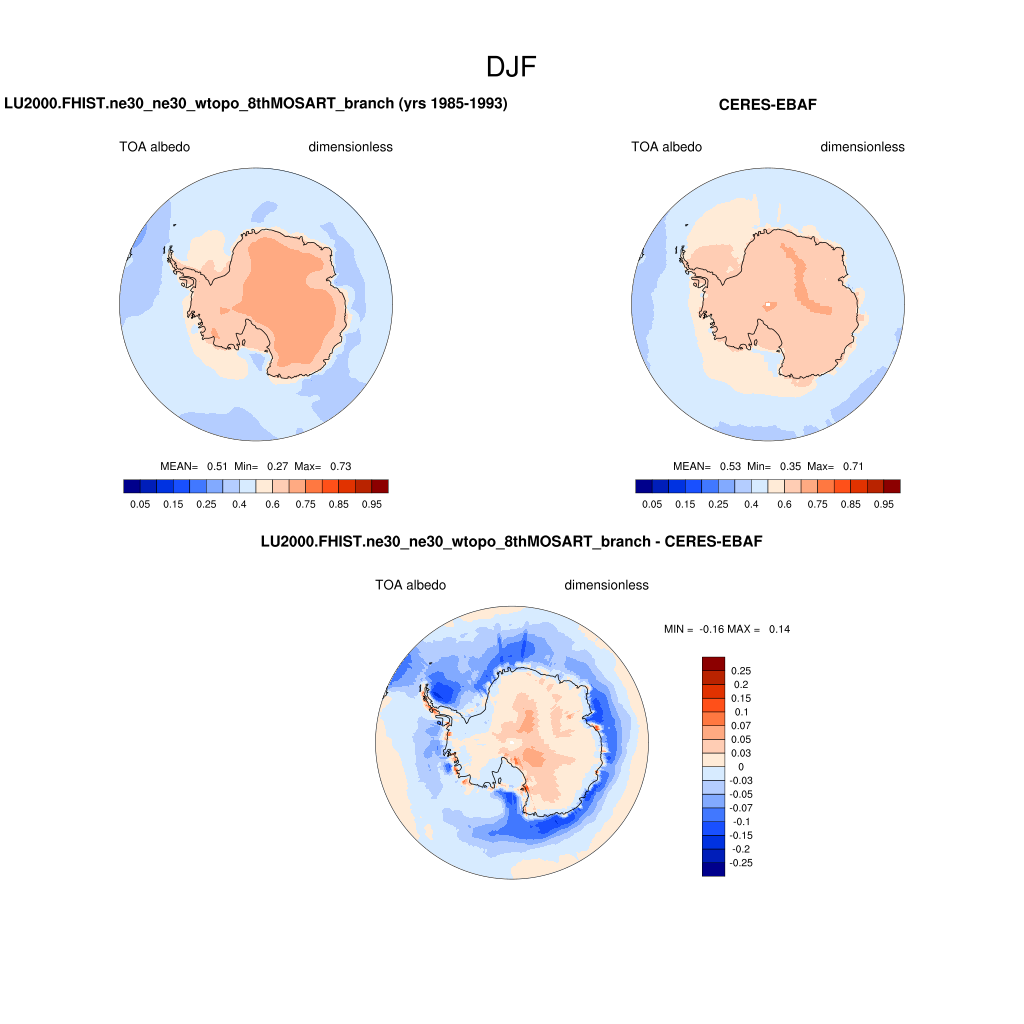 DJF
LU2000.FHIST.ne30_ne30_wtopo_8thMOSART_branch (yrs 1985-1993)
CERES-EBAF
TOA albedo dimensionless
TOA albedo dimensionless
MEAN= 0.51 Min= 0.27 Max= 0.73
0.05 0.15 0.25 0.4 0.6 0.75 0.85 0.95
MEAN= 0.53 Min= 0.35 Max= 0.71
0.05 0.15 0.25 0.4 0.6 0.75 0.85 0.95
LU2000.FHIST.ne30_ne30_wtopo_8thMOSART_branch - CERES-EBAF
TOA albedo dimensionless
MIN = -0.16 MAX = 0.14
0.25
0.2
0.15
0.1
0.07
0.05
0.03
0
-0.03
-0.05
-0.07
-0.1
-0.15
-0.2
-0.25